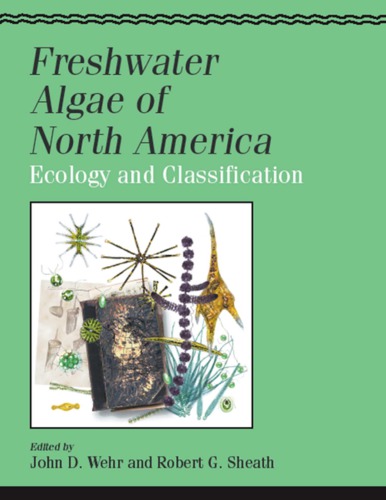 Freshwater
Algae of
North America
Ecology and Classification
Edited by
John D. Wehr and Robert G. Sheath